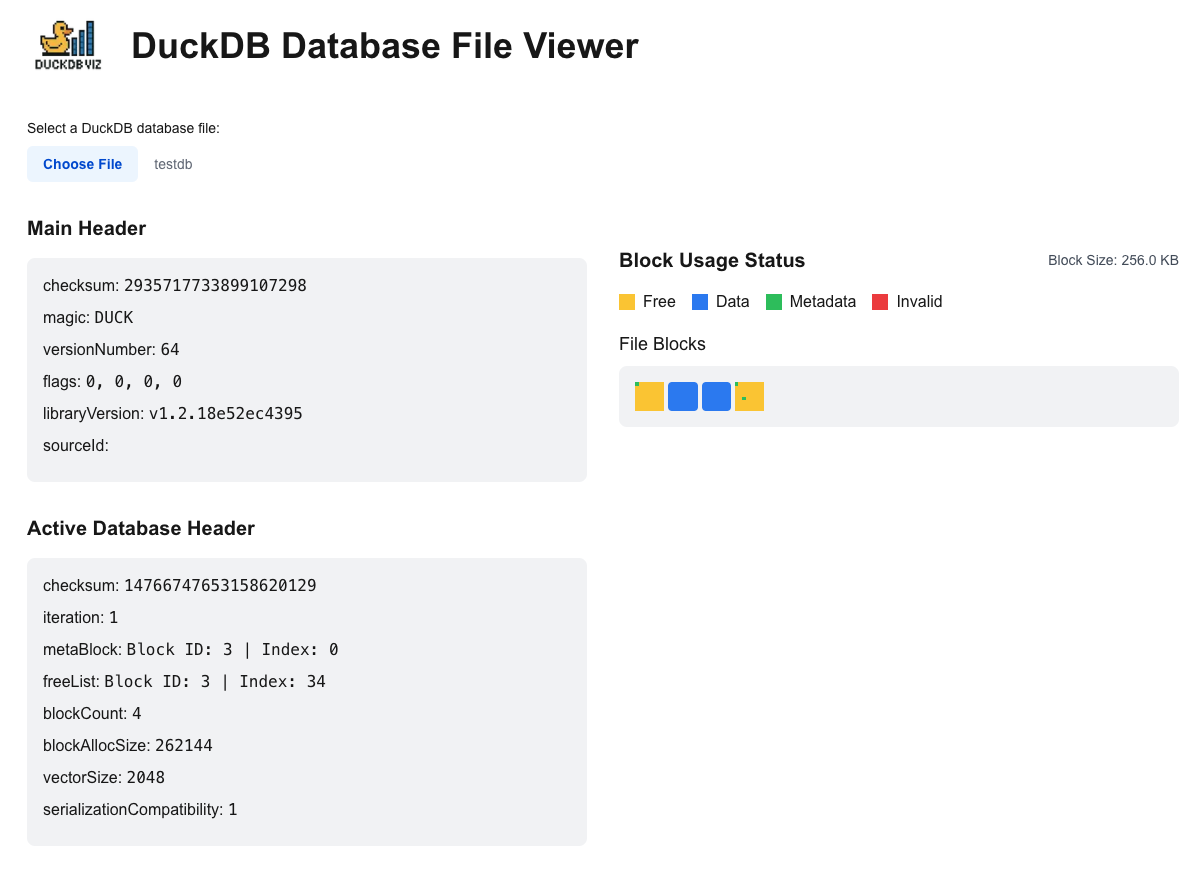 DUCKDB VIZ
DuckDB Database File Viewer
Select a DuckDB database file:
Choose File testdb
Main Header
checksum: 2935717733899107298
magic: DUCK
versionNumber: 64
flags: 0, 0, 0, 0
libraryVersion: v1.2.18e52ec4395
sourceId:
Block Usage Status Block Size: 256.0 KB
Free Data Metadata Invalid
File Blocks
Active Database Header
checksum: 14766747653158620129
iteration: 1
metaBlock: Block ID: 3 | Index: 0
freeList: Block ID: 3 | Index: 34
blockCount: 4
blockAllocSize: 262144
vectorSize: 2048
serializationCompatibility: 1